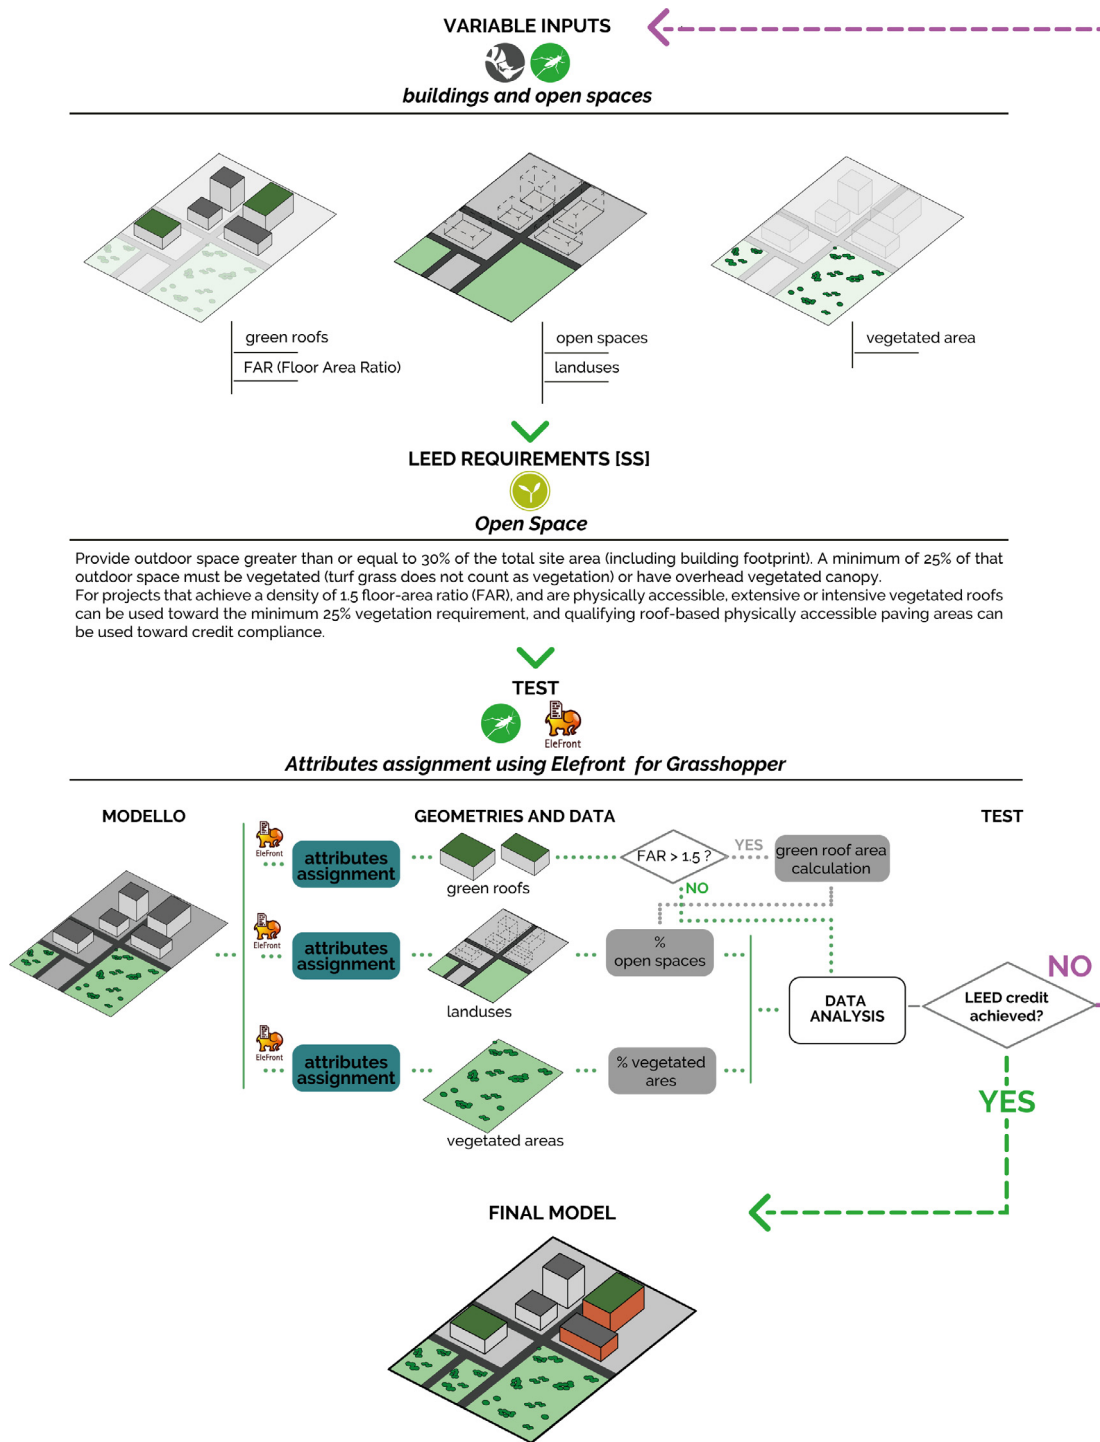 VARIABLE INPUTS
buildings and open spaces
green roofs
FAR (Floor Area Ratio)
open spaces
landuses
vegetated area
LEED REQUIREMENTS [SS]
Open Space
Provide outdoor space greater than or equal to 30% of the total site area (including building footprint). A minimum of 25% of that
outdoor space must be vegetated (turf grass does not count as vegetation) or have overhead vegetated canopy.
For projects that achieve a density of 1.5 floor-area ratio (FAR), and are physically accessible, extensive or intensive vegetated roofs
can be used toward the minimum 25% vegetation requirement, and qualifying roof-based physically accessible paving areas can
be used toward credit compliance.
TEST
EleFront
Attributes assignment using Elefront for Grasshopper
MODELLO
GEOMETRIES AND DATA
TEST
EleFront
attributes
assignment
green roofs
FAR > 1.5 ?
YES
green roof area
calculation
NO
EleFront
attributes
assignment
landuses
%
open spaces
DATA
ANALYSIS
LEED credit
achieved?
NO
EleFront
attributes
assignment
vegetated areas
% vegetated
ares
YES
FINAL MODEL